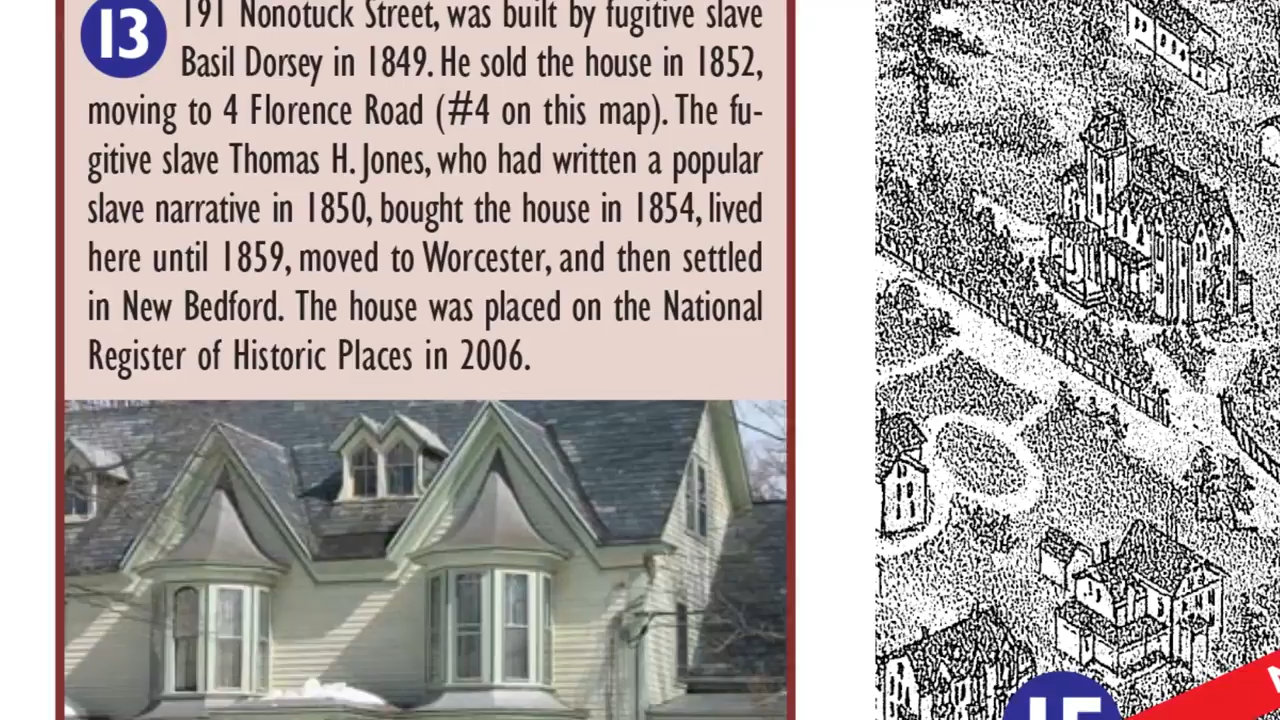 13
191 Nonotuck Street, was built by fugitive slave
Basil Dorsey in 1849. He sold the house in 1852,
moving to 4 Florence Road (#4 on this map). The fu-
gitive slave Thomas H. Jones, who had written a popular
slave narrative in 1850, bought the house in 1854, lived
here until 1859, moved to Worcester, and then settled
in New Bedford. The house was placed on the National
Register of Historic Places in 2006.
15